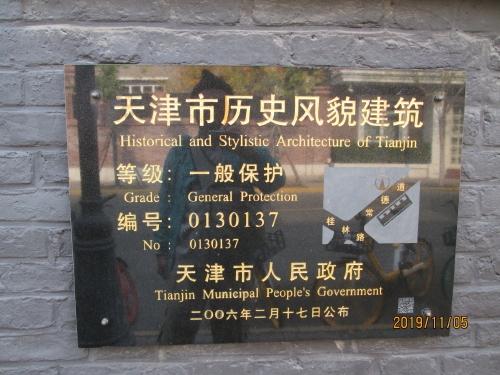 天津市历史风貌建筑
Historical and Stylistic Architecture of Tianjin
等级：一般保护
Grade : General Protection
编号：0130137
No : 0130137
常德道
桂林路
天津市人民政府
Tianjin Municipal People's Government
二〇〇六年二月十七日公布
2019/11/05